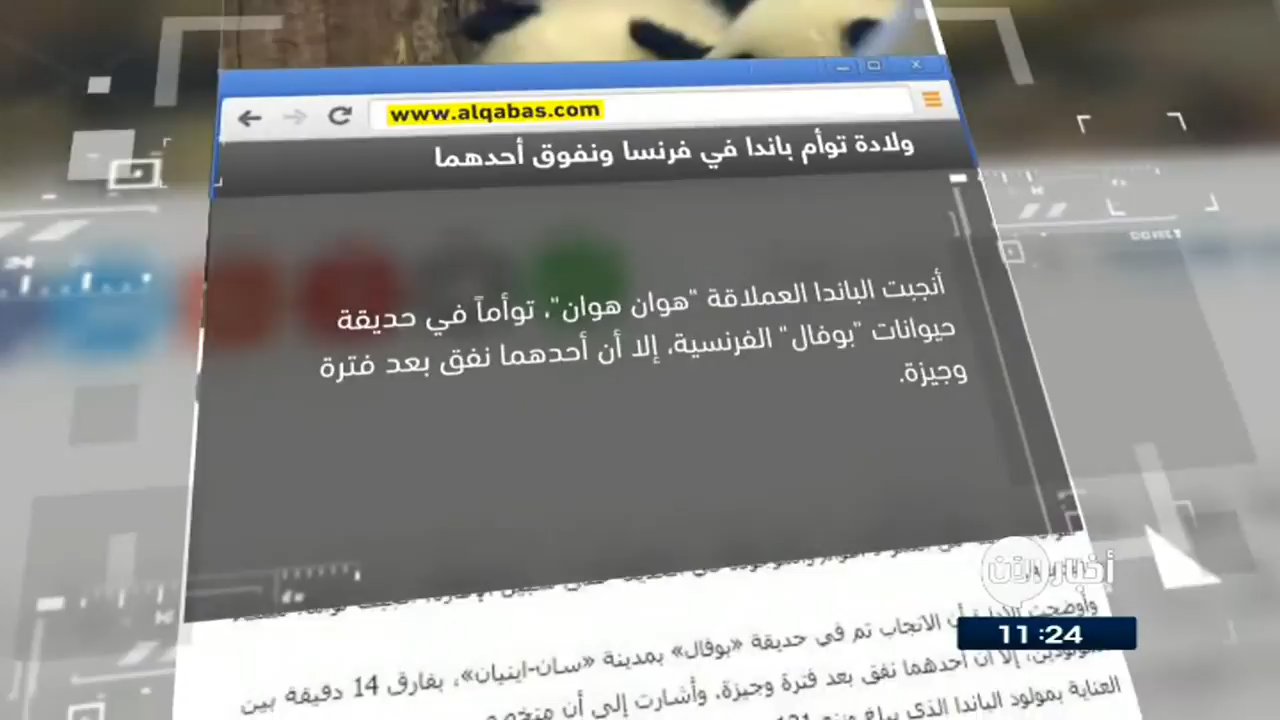 www.alqabas.com
ولادة توأم باندا في فرنسا ونفوق أحدهما
أنجبت الباندا العملاقة "هوان هوان"، توأماً في حديقة
حيوانات "بوفال" الفرنسية، إلا أن أحدهما نفق بعد فترة
وجيزة.
أخبار الآن
وأوضحت أن الانجاب تم في حديقة «بوفال» بمدينة «سان-اينيان»، بفارق 14 دقيقة بين
11:24
إلا أن أحدهما نفق بعد فترة وجيزة، وأشارت إلى أن
العناية بمولود الباندا الذي يبلغ